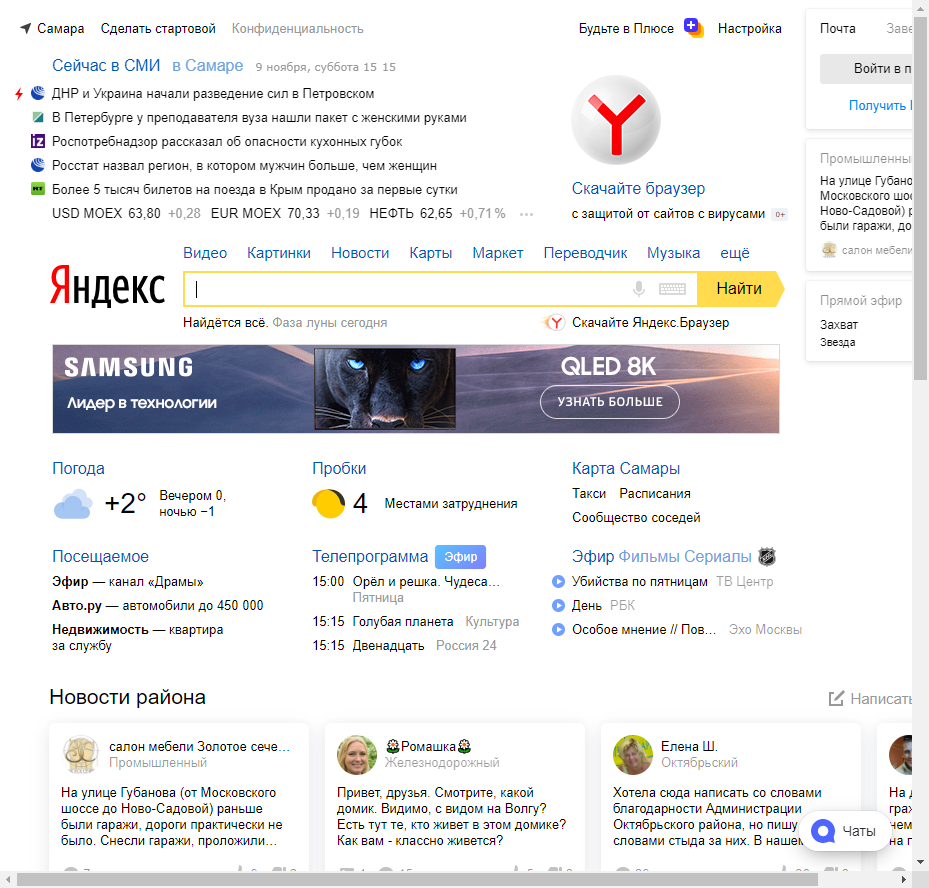 Самара Сделать стартовой Конфиденциальность Будьте в Плюсе Настройка
Сейчас в СМИ в Самаре 9 ноября, суббота 15 15
ДНР и Украина начали разведение сил в Петровском
В Петербурге у преподавателя вуза нашли пакет с женскими руками
Роспотребнадзор рассказал об опасности кухонных губок
Росстат назвал регион, в котором мужчин больше, чем женщин
Более 5 тысяч билетов на поезда в Крым продано за первые сутки
USD MOEX 63,80 +0,28 EUR MOEX 70,33 +0,19 НЕФТЬ 62,65 +0,71 % •••
Скачайте браузер
с защитой от сайтов с вирусами 0+
Почта
Войти в п
Получить
Промышленны
На улице Губано
Московского шос
Ново-Садовой) р
были гаражи, до
салон мебели
Прямой эфир
Захват
Звезда
Видео Картинки Новости Карты Маркет Переводчик Музыка ещё
Яндекс
Найти
Найдётся всё. Фаза луны сегодня
Скачайте Яндекс.Браузер
SAMSUNG
Лидер в технологии
QLED 8K
УЗНАТЬ БОЛЬШЕ
Погода
+2°
Вечером 0,
ночью −1
Пробки
4 Местами затруднения
Карта Самары
Такси Расписания
Сообщество соседей
Посещаемое
Эфир — канал «Драмы»
Авто.ру — автомобили до 450 000
Недвижимость — квартира
за службу
Телепрограмма Эфир
15:00 Орёл и решка. Чудеса…
Пятница
15:15 Голубая планета Культура
15:15 Двенадцать Россия 24
Эфир Фильмы Сериалы
Убийства по пятницам ТВ Центр
День РБК
Особое мнение // Пов… Эхо Москвы
Новости района
Написать
салон мебели Золотое сече…
Промышленный
На улице Губанова (от Московского
шоссе до Ново-Садовой) раньше
были гаражи, дороги практически не
было. Снесли гаражи, проложили…
Ромашка
Железнодорожный
Привет, друзья. Смотрите, какой
домик. Видимо, с видом на Волгу?
Есть тут те, кто живет в этом домике?
Как вам - классно живется?
Елена Ш.
Октябрьский
Хотела сюда написать со словами
благодарности Администрации
Октябрьского района, но пишу
словами стыда за них. В нашем
Чаты